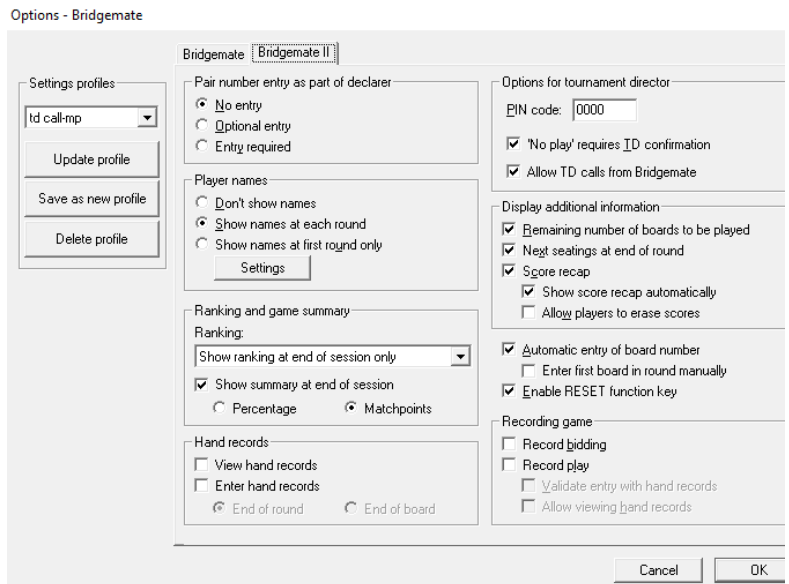 Options - Bridgemate
Bridgemate
Bridgemate II
Settings profiles
td call-mp
Update profile
Save as new profile
Delete profile
Pair number entry as part of declarer
No entry
Optional entry
Entry required
Player names
Don't show names
Show names at each round
Show names at first round only
Settings
Ranking and game summary
Ranking:
Show ranking at end of session only
Show summary at end of session
Percentage
Matchpoints
Hand records
View hand records
Enter hand records
End of round
End of board
Options for tournament director
PIN code: 0000
'No play' requires TD confirmation
Allow TD calls from Bridgemate
Display additional information
Remaining number of boards to be played
Next seatings at end of round
Score recap
Show score recap automatically
Allow players to erase scores
Automatic entry of board number
Enter first board in round manually
Enable RESET function key
Recording game
Record bidding
Record play
Validate entry with hand records
Allow viewing hand records
Cancel
OK